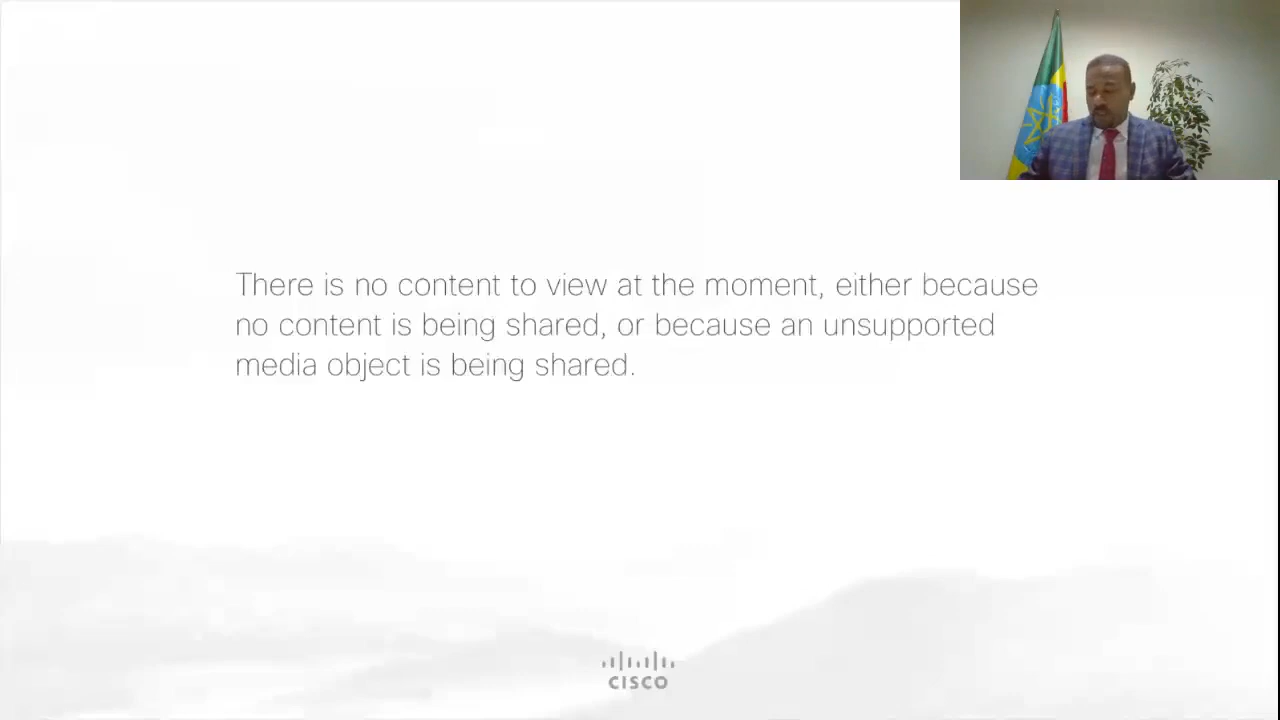 There is no content to view at the moment, either because
no content is being shared, or because an unsupported
media object is being shared.
CISCO